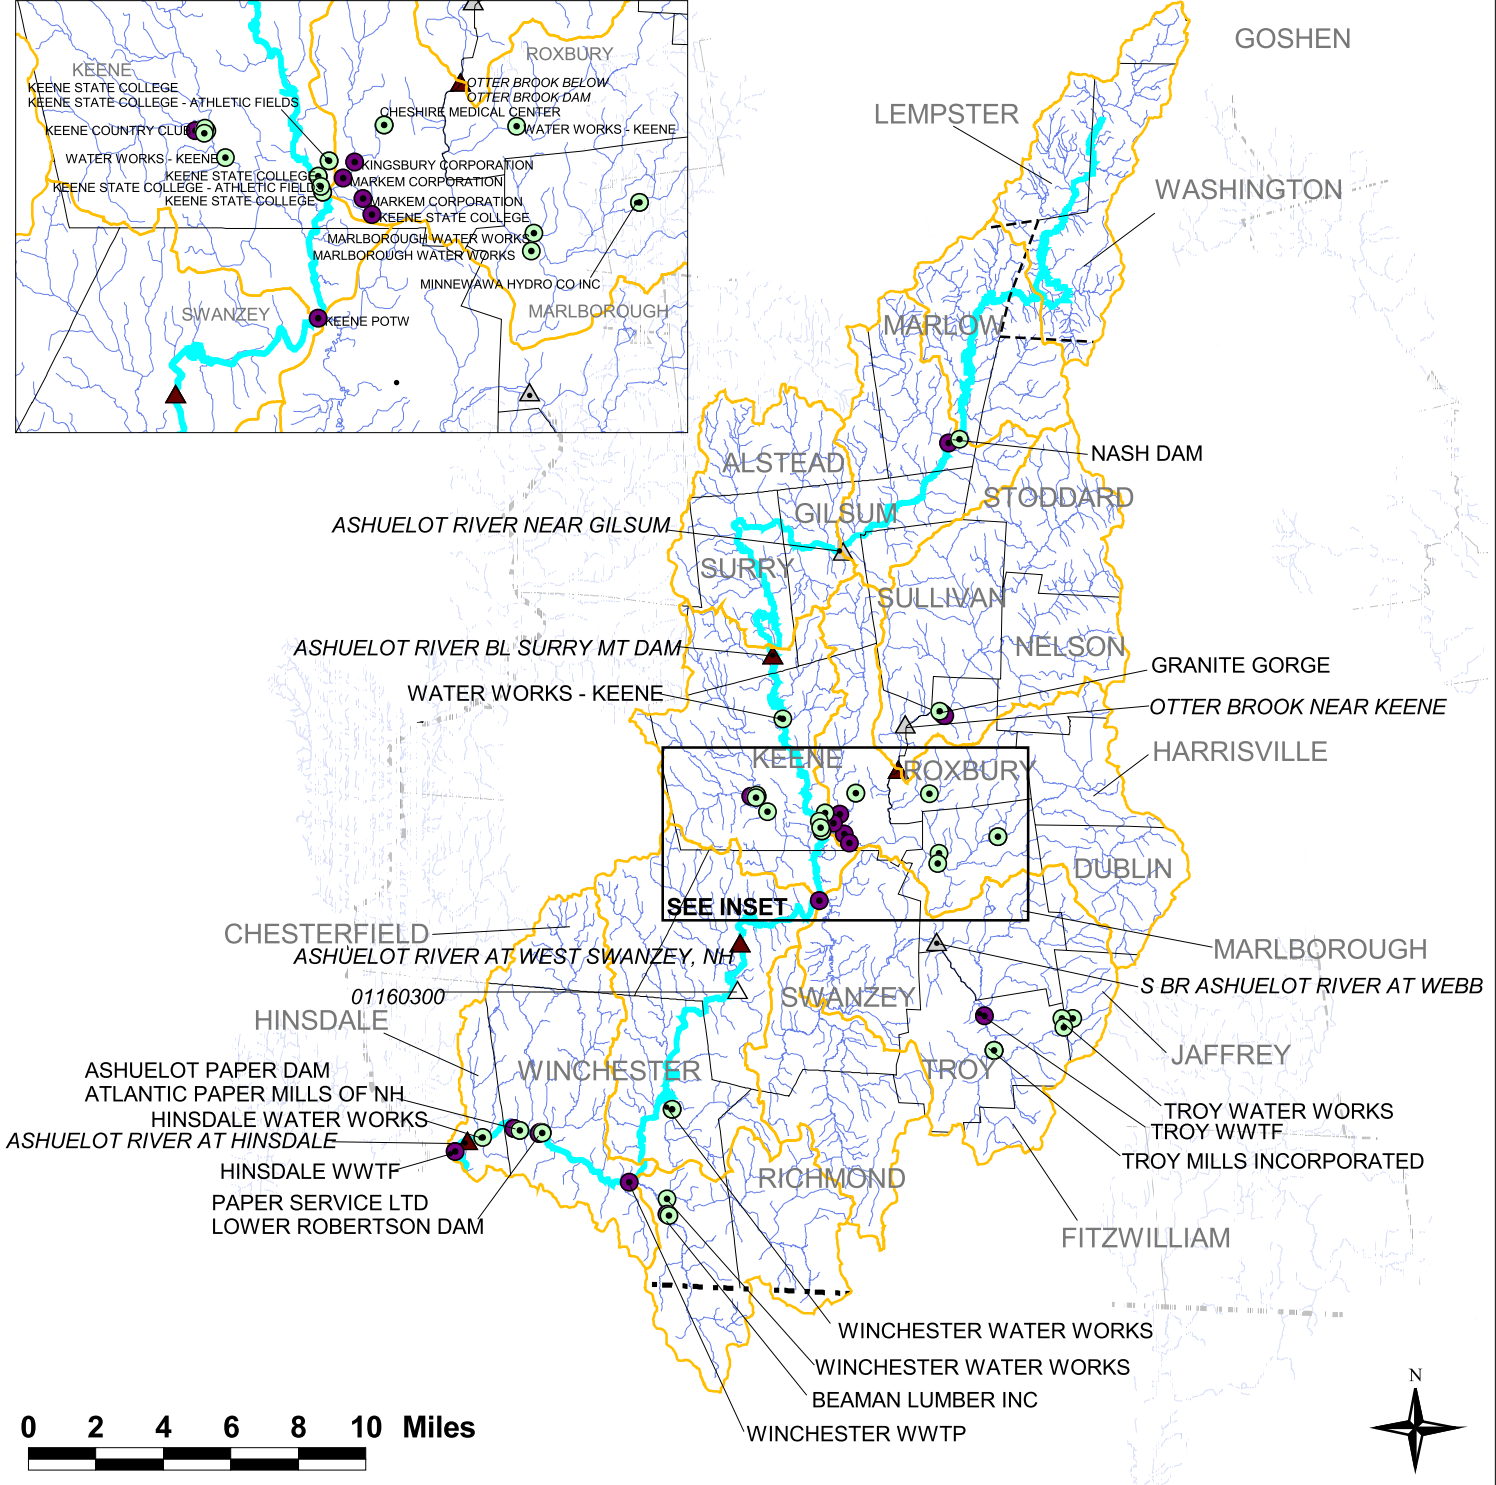 KEENE
KEENE STATE COLLEGE
KEENE STATE COLLEGE - ATHLETIC FIELDS
KEENE COUNTRY CLUB
WATER WORKS - KEENE
KEENE STATE COLLEGE
KEENE STATE COLLEGE - ATHLETIC FIELDS
KEENE STATE COLLEGE
ROXBURY
OTTER BROOK BELOW
OTTER BROOK DAM
CHESHIRE MEDICAL CENTER
WATER WORKS - KEENE
KINGSBURY CORPORATION
MARKEM CORPORATION
MARKEM CORPORATION
KEENE STATE COLLEGE
MARLBOROUGH WATER WORKS
MARLBOROUGH WATER WORKS
MINNEWAWA HYDRO CO INC
SWANZEY
KEENE POTW
MARLBOROUGH
GOSHEN
LEMPSTER
WASHINGTON
MARLOW
NASH DAM
ALSTEAD
STODDARD
GILSUM
ASHUELOT RIVER NEAR GILSUM
SURRY
SULLIVAN
NELSON
ASHUELOT RIVER BL SURRY MT DAM
GRANITE GORGE
WATER WORKS - KEENE
OTTER BROOK NEAR KEENE
HARRISVILLE
KEENE
ROXBURY
DUBLIN
SEE INSET
CHESTERFIELD
MARLBOROUGH
ASHUELOT RIVER AT WEST SWANZEY, NH
S BR ASHUELOT RIVER AT WEBB
01160300
SWANZEY
HINSDALE
JAFFREY
ASHUELOT PAPER DAM
WINCHESTER
TROY
ATLANTIC PAPER MILLS OF NH
HINSDALE WATER WORKS
TROY WATER WORKS
ASHUELOT RIVER AT HINSDALE
TROY WWTF
HINSDALE WWTF
TROY MILLS INCORPORATED
RICHMOND
PAPER SERVICE LTD
LOWER ROBERTSON DAM
FITZWILLIAM
WINCHESTER WATER WORKS
WINCHESTER WATER WORKS
BEAMAN LUMBER INC
WINCHESTER WWTP
0 2 4 6 8 10 Miles
N